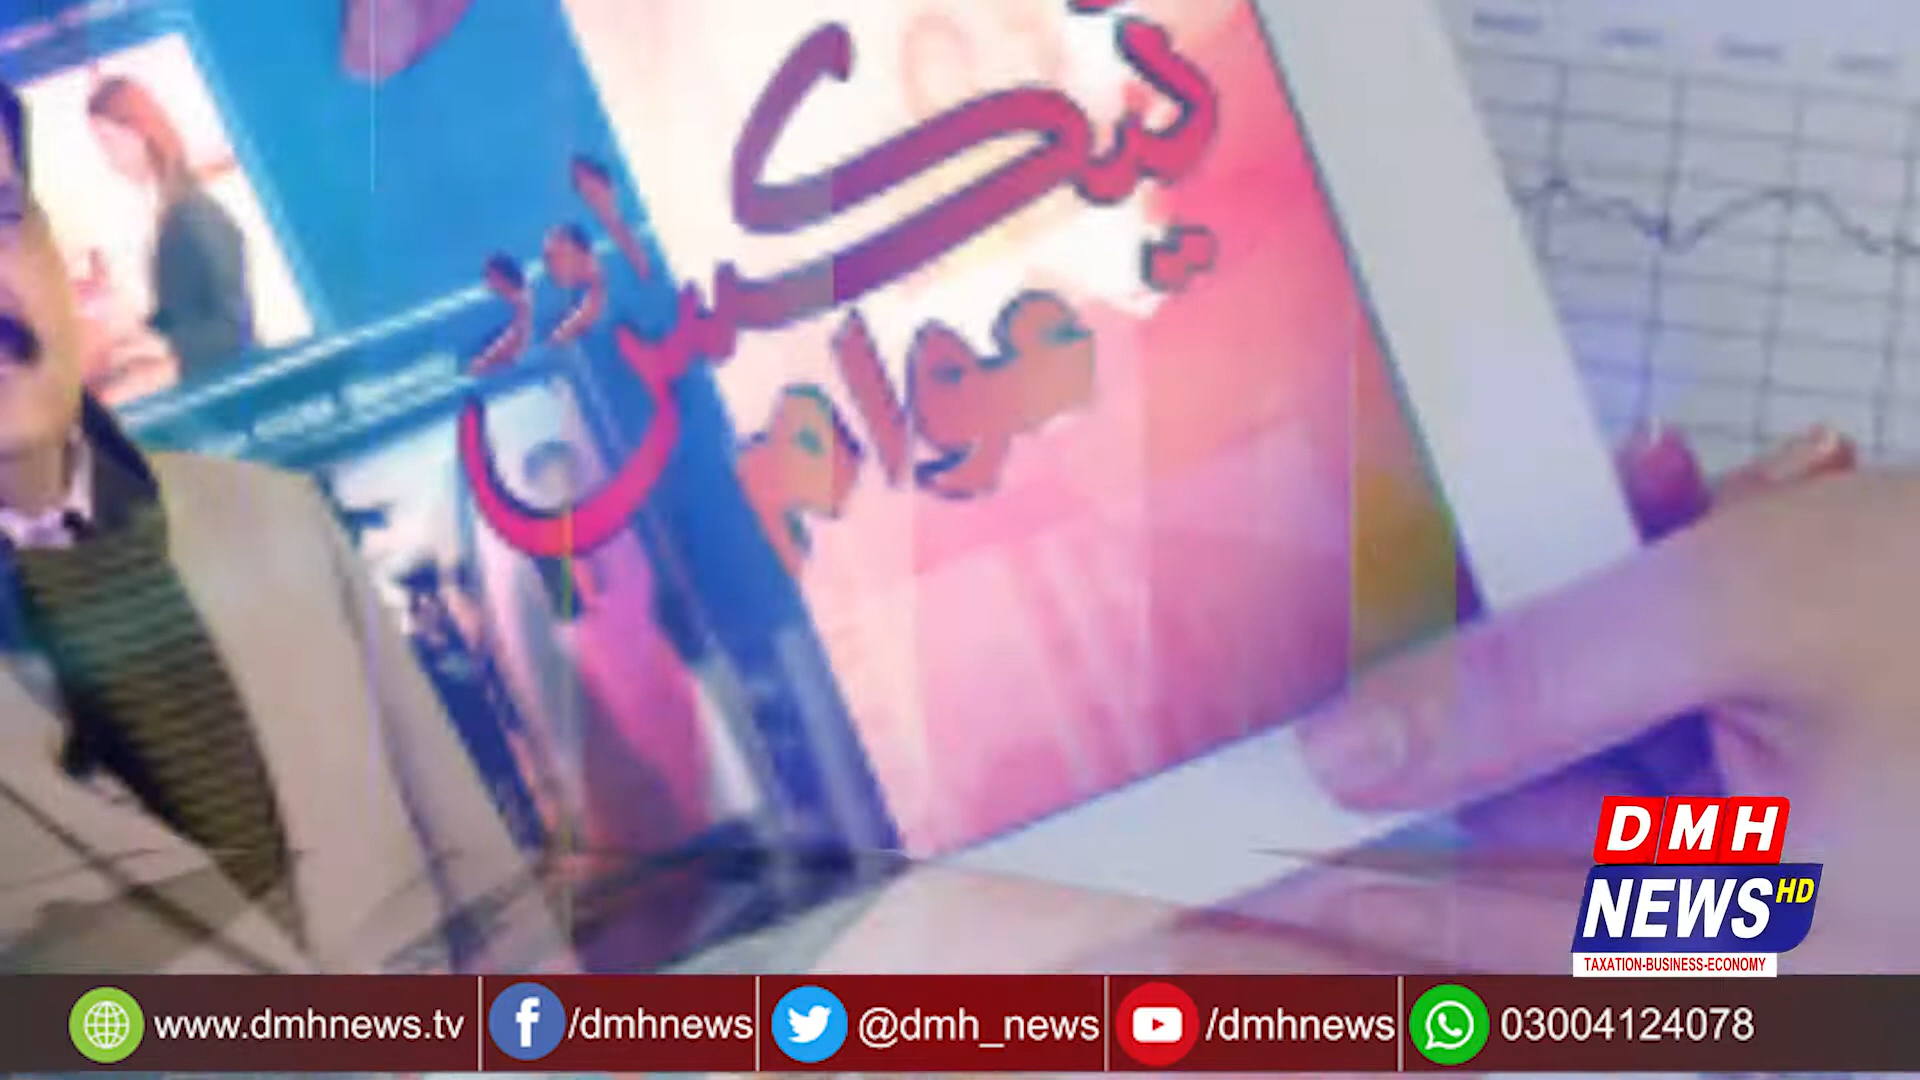 ٹیکس اور
عوام
DMH
NEWS HD
TAXATION-BUSINESS-ECONOMY
www.dmhnews.tv /dmhnews @dmh_news /dmhnews 03004124078